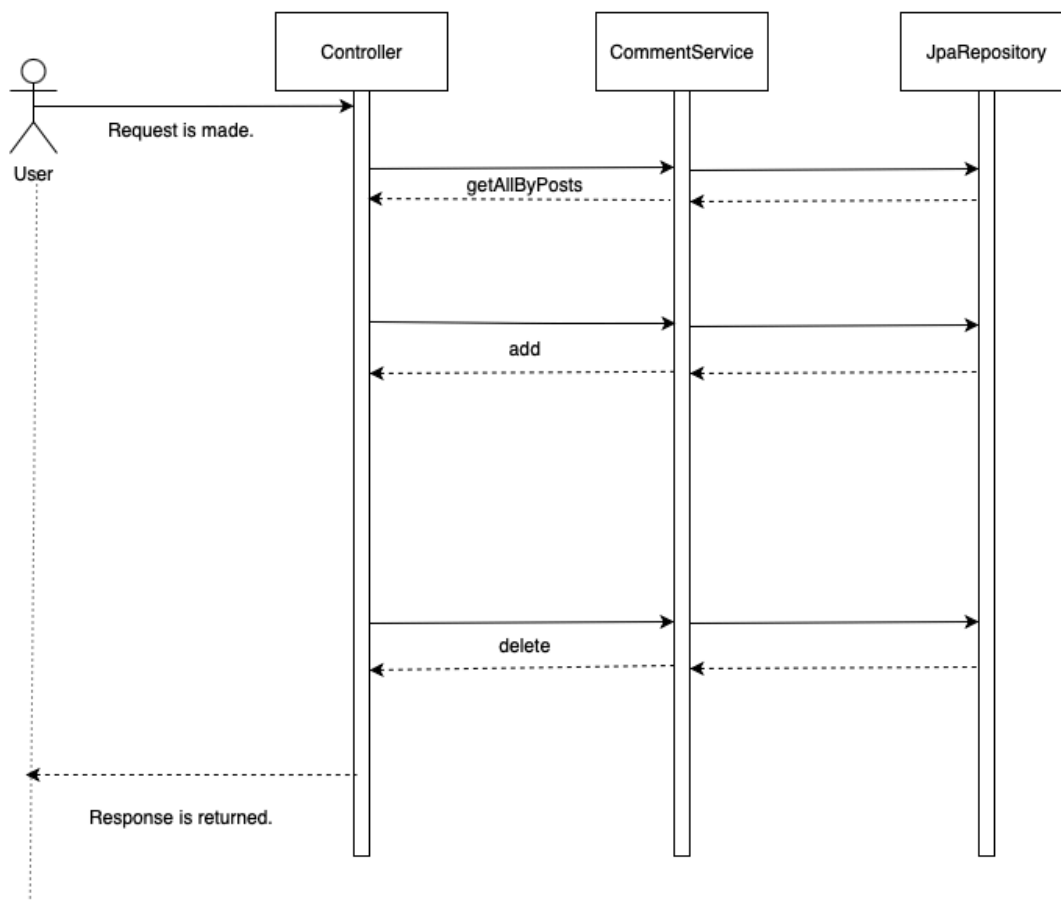 Controller
CommentService
JpaRepository
Request is made.
User
getAllByPosts
add
delete
Response is returned.